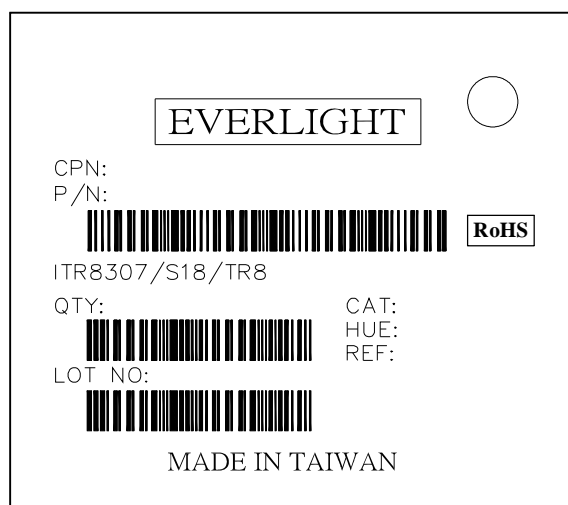 EVERLIGHT
CPN:
P/N:
RoHS
ITR8307/S18/TR8
QTY:
CAT:
HUE:
REF:
LOT NO:
MADE IN TAIWAN